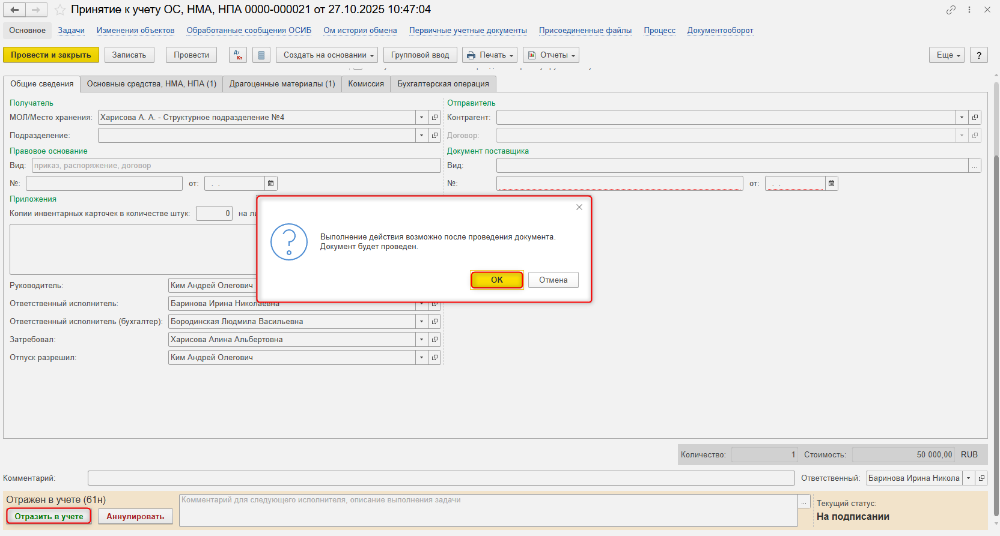 Принятие к учету ОС, НМА, НПА 0000-000021 от 27.10.2025 10:47:04
Основное Задачи Изменения объектов Обработанные сообщения ОСИБ Ом история обмена Первичные учетные документы Присоединенные файлы Процесс Документооборот
Провести и закрыть Записать Провести Дт Кт Создать на основании Групповой ввод Печать Отчеты Еще ?
Общие сведения Основные средства, НМА, НПА (1) Драгоценные материалы (1) Комиссия Бухгалтерская операция
Получатель Отправитель
МОЛ/Место хранения: Харисова А. А. - Структурное подразделение №4 Контрагент:
Подразделение: Договор:
Правовое основание Документ поставщика
Вид: приказ, распоряжение, договор Вид: ...
№: от: . . №: от: . .
Приложения
Копии инвентарных карточек в количестве штук: 0 на ли
Выполнение действия возможно после проведения документа.
Документ будет проведен.
ОК Отмена
Руководитель: Ким Андрей Олегович
Ответственный исполнитель: Баринова Ирина Николаевна
Ответственный исполнитель (бухгалтер): Бородинская Людмила Васильевна
Затребовал: Харисова Алина Альбертовна
Отпуск разрешил: Ким Андрей Олегович
Количество: 1 Стоимость: 50 000,00 RUB
Комментарий: Ответственный: Баринова Ирина Никола
Отражен в учете (61н) Комментарий для следующего исполнителя, описание выполнения задачи ... Текущий статус:
Отразить в учете Аннулировать На подписании